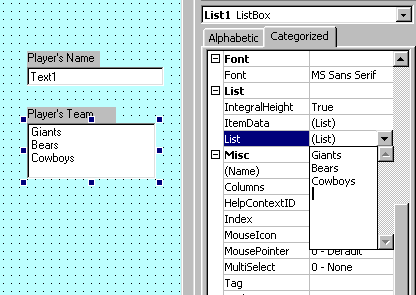 Player's Name
Text1
Player's Team
Giants
Bears
Cowboys
List1 ListBox
Alphabetic Categorized
Font
Font MS Sans Serif
List
IntegralHeight True
ItemData (List)
List (List)
Giants
Bears
Cowboys
Misc
(Name)
Columns
HelpContextID
Index
MouseIcon
MousePointer 0 - Default
MultiSelect 0 - None
Tag